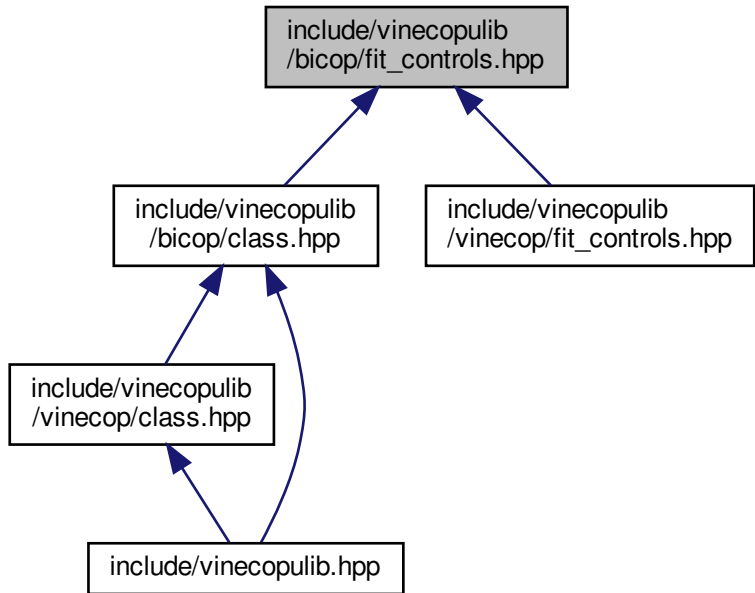 include/vinecopulib
/bicop/fit_controls.hpp
include/vinecopulib
/bicop/class.hpp
include/vinecopulib
/vinecop/fit_controls.hpp
include/vinecopulib
/vinecop/class.hpp
include/vinecopulib.hpp